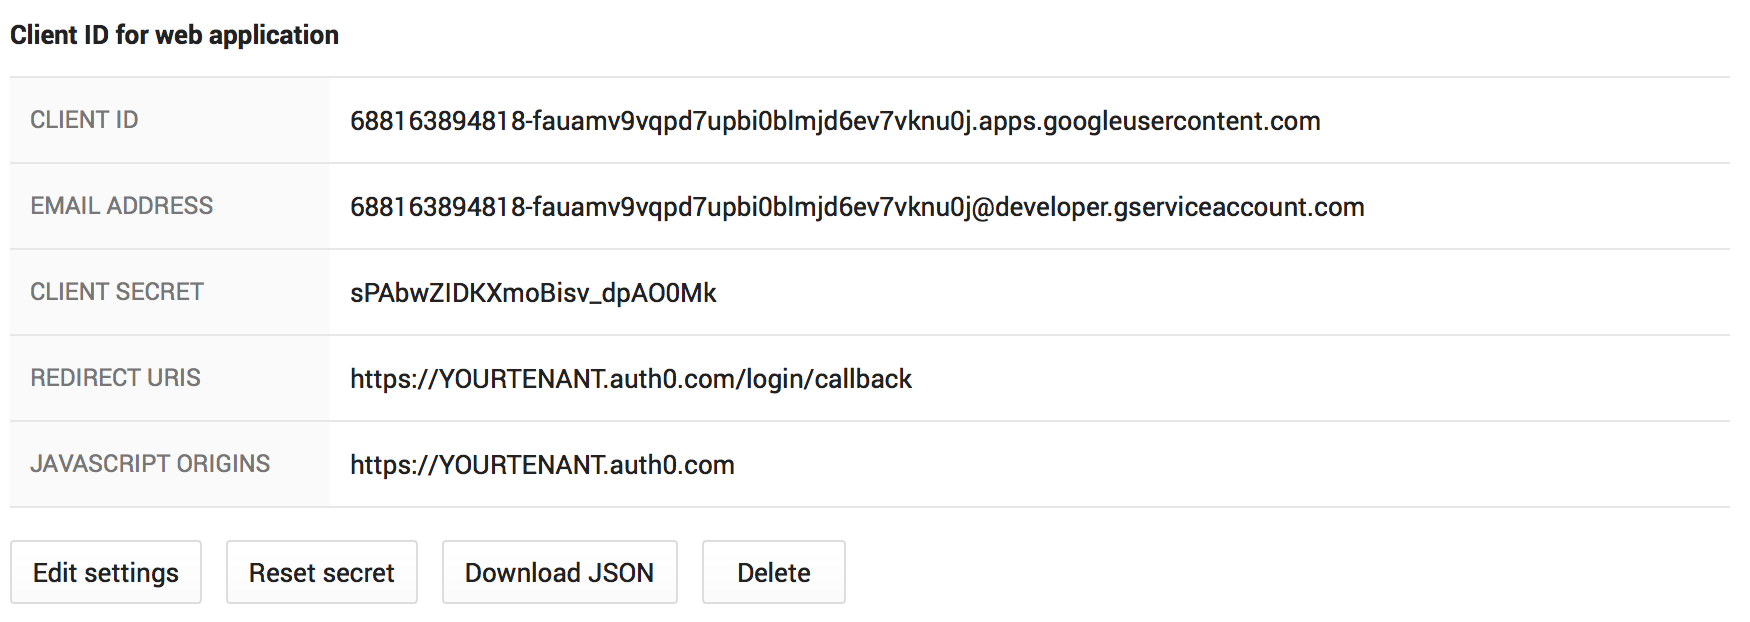 Client ID for web application
CLIENT ID 688163894818-fauamv9vqpd7upbi0blmjd6ev7vknu0j.apps.googleusercontent.com
EMAIL ADDRESS 688163894818-fauamv9vqpd7upbi0blmjd6ev7vknu0j@developer.gserviceaccount.com
CLIENT SECRET sPAbwZIDKXmoBisv_dpAO0Mk
REDIRECT URIS https://YOURTENANT.auth0.com/login/callback
JAVASCRIPT ORIGINS https://YOURTENANT.auth0.com
Edit settings Reset secret Download JSON Delete